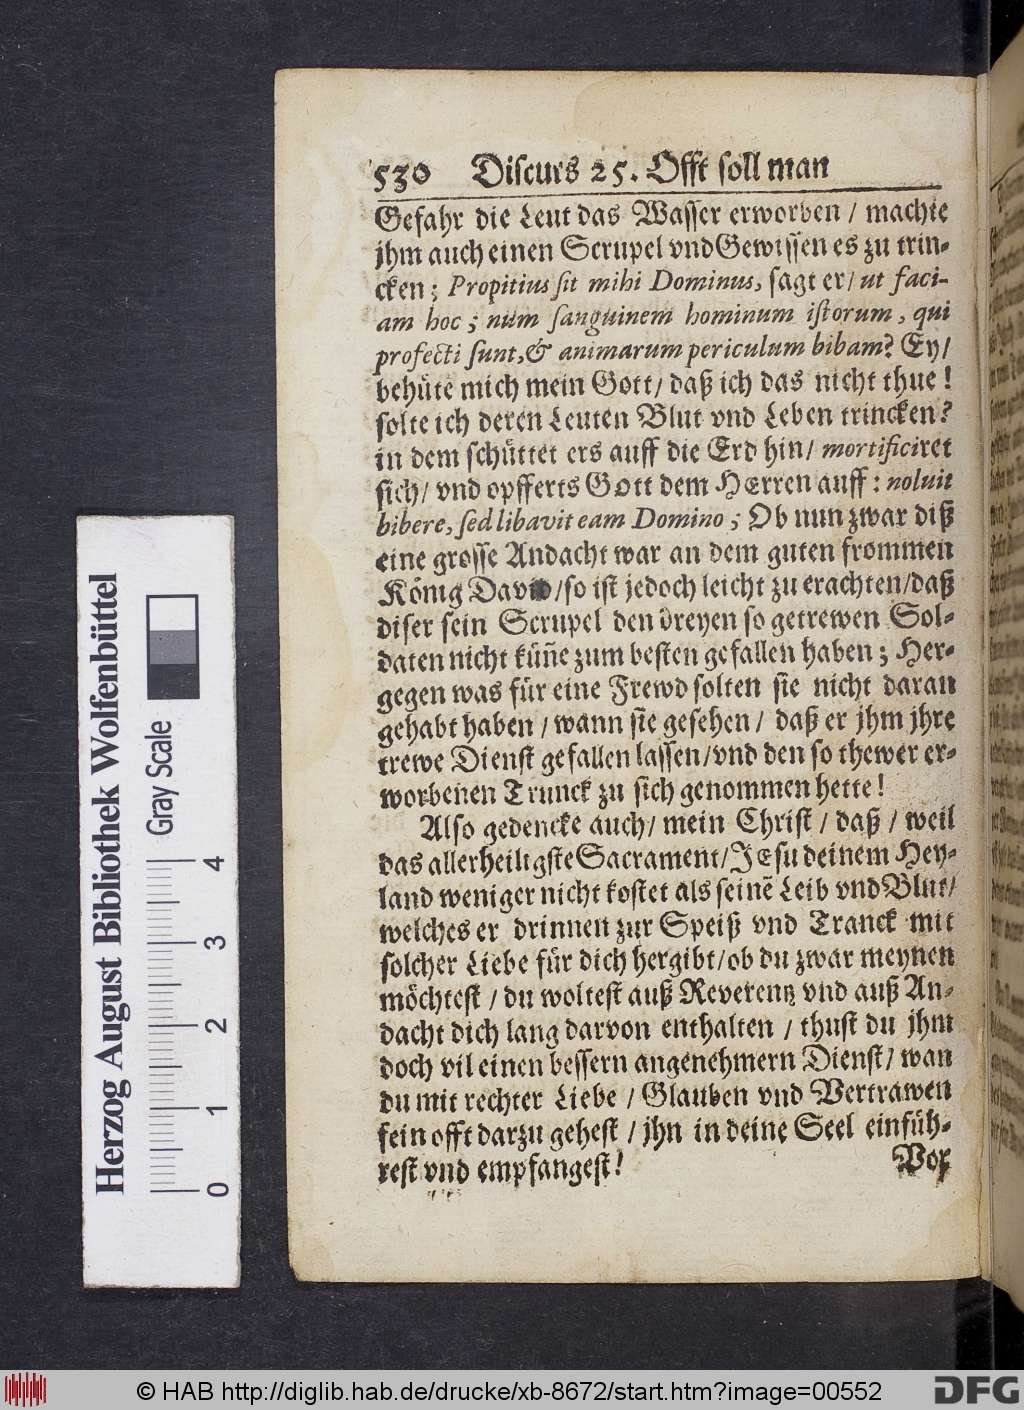 530 Discurs 25. Offt soll man
Gefahr die Leut das Wasser erworben / machte
jhm auch einen Scrupel vnd Gewissen es zu trin-
cken; Propitius sit mihi Dominus, sagt er/ ut faci-
am hoc; num sanguinem hominum istorum, qui
profecti sunt, & animarum periculum bibam? Ey/
behüte mich mein Gott/ daß ich das nicht thue!
solte ich deren Leuten Blut vnd Leben trincken?
in dem schüttet ers auff die Erd hin/ mortificiret
sich/ vnd opfferts Gott dem HErren auff: noluit
bibere, sed libavit eam Domino; Ob nun zwar diß
eine grosse Andacht war an dem guten frommen
König David/so ist jedoch leicht zu erachten/daß
diser sein Scrupel den dreyen so getrewen Sol-
daten nicht küñe zum besten gefallen haben; Her-
gegen was für eine Frewd solten sie nicht daran
gehabt haben / wann sie gesehen / daß er jhm jhre
trewe Dienst gefallen lassen/vnd den so thewer er-
worbenen Trunck zu sich genommen hette!
Also gedencke auch/ mein Christ / daß / weil
das allerheiligste Sacrament/JEsu deinem Hey-
land weniger nicht kostet als seinẽ Leib vnd Blut/
welches er drinnen zur Speiß vnd Tranck mit
solcher Liebe für dich hergibt/ob du zwar meynen
möchtest / du woltest auß Reverentz vnd auß An-
dacht dich lang darvon enthalten / thust du jhm
doch vil einen bessern angenehmern Dienst/ wan
du mit rechter Liebe / Glauben vnd Vertrawen
fein offt darzu gehest / jhn in deine Seel einfüh-
rest vnd empfangest!
Vor
Herzog August Bibliothek Wolfenbüttel
Gray Scale
0 1 2 3 4
© HAB http://diglib.hab.de/drucke/xb-8672/start.htm?image=00552
DFG